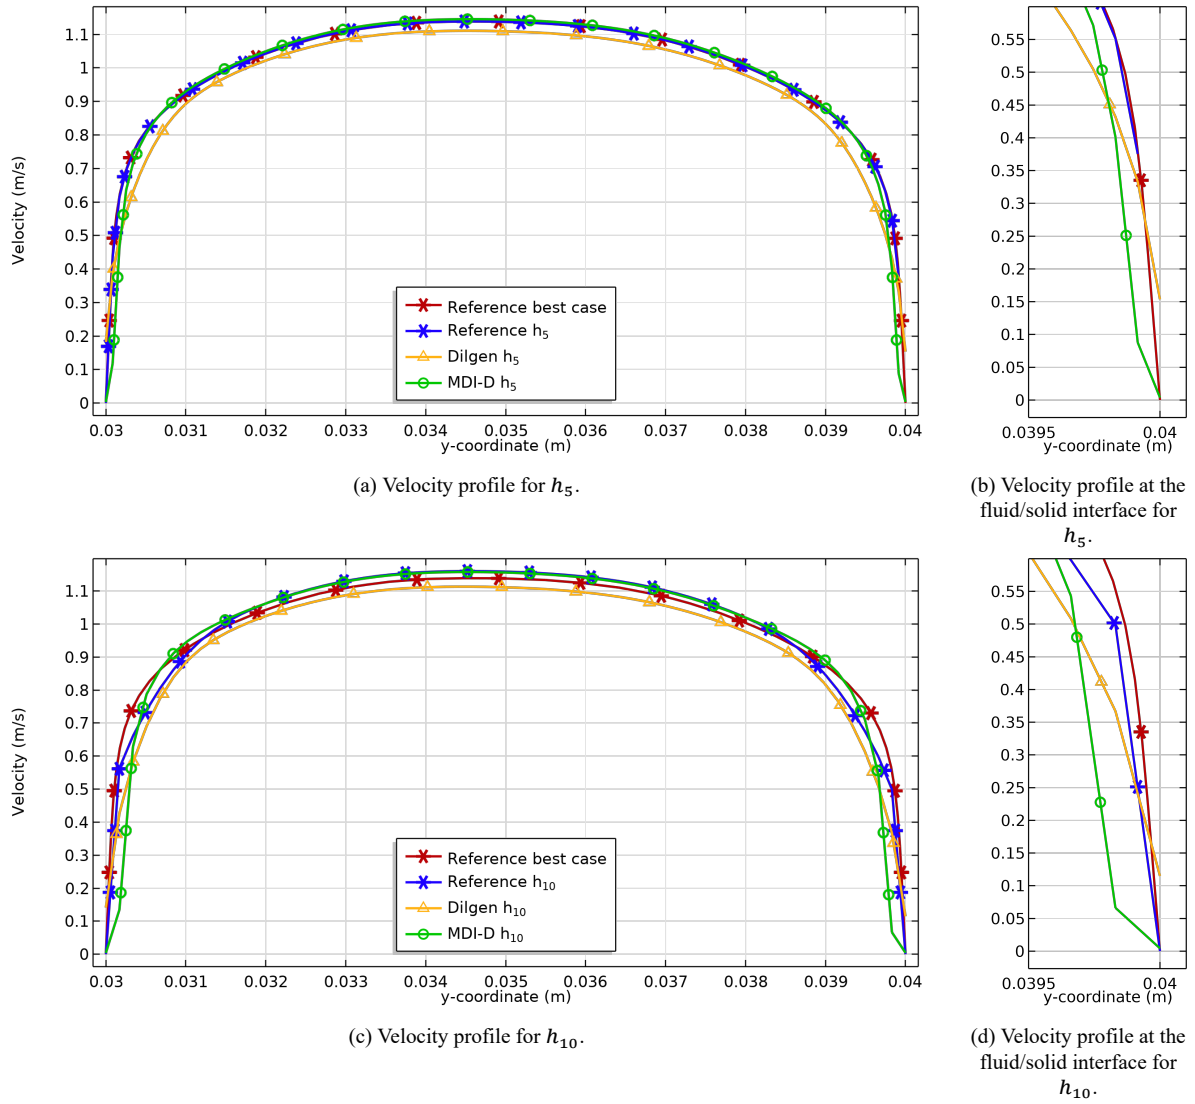 1.1
1
0.9
0.8
0.7
0.6
0.5
0.4
0.3
0.2
0.1
0
Velocity (m/s)
Reference best case
Reference h5
Dilgen h5
MDI-D h5
0.03 0.031 0.032 0.033 0.034 0.035 0.036 0.037 0.038 0.039 0.04
y-coordinate (m)
(a) Velocity profile for h5.
0.55
0.5
0.45
0.4
0.35
0.3
0.25
0.2
0.15
0.1
0.05
0
0.0395 0.04
y-coordinate (m)
(b) Velocity profile at the
fluid/solid interface for
h5.
1.1
1
0.9
0.8
0.7
0.6
0.5
0.4
0.3
0.2
0.1
0
Velocity (m/s)
Reference best case
Reference h10
Dilgen h10
MDI-D h10
0.03 0.031 0.032 0.033 0.034 0.035 0.036 0.037 0.038 0.039 0.04
y-coordinate (m)
(c) Velocity profile for h10.
0.55
0.5
0.45
0.4
0.35
0.3
0.25
0.2
0.15
0.1
0.05
0
0.0395 0.04
y-coordinate (m)
(d) Velocity profile at the
fluid/solid interface for
h10.